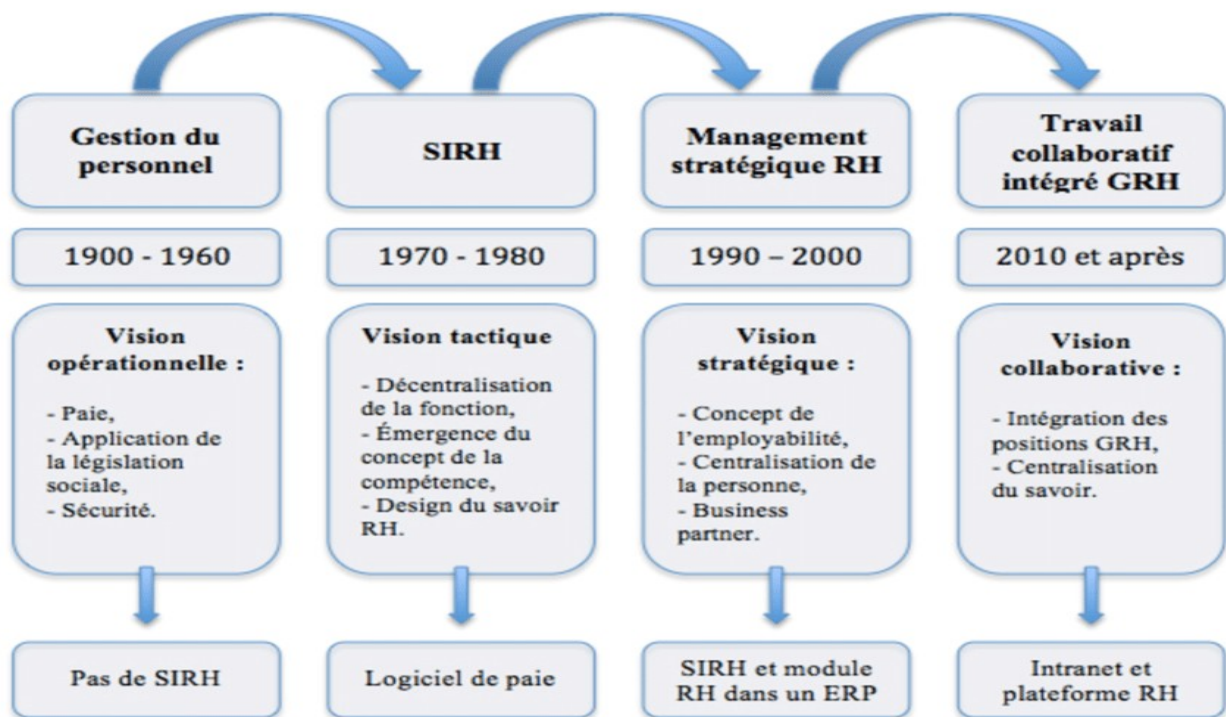 Gestion du
personnel
SIRH
Management
stratégique RH
Travail
collaboratif
intégré GRH
1900 - 1960
1970 - 1980
1990 – 2000
2010 et après
Vision
opérationnelle :
- Paie,
- Application de
la législation
sociale,
- Sécurité.
Vision tactique
- Décentralisation
de la fonction,
- Émergence du
concept de la
compétence,
- Design du savoir
RH.
Vision
stratégique :
- Concept de
l’employabilité,
- Centralisation de
la personne,
- Business
partner.
Vision
collaborative :
- Intégration des
positions GRH,
- Centralisation
du savoir.
Pas de SIRH
Logiciel de paie
SIRH et module
RH dans un ERP
Intranet et
plateforme RH